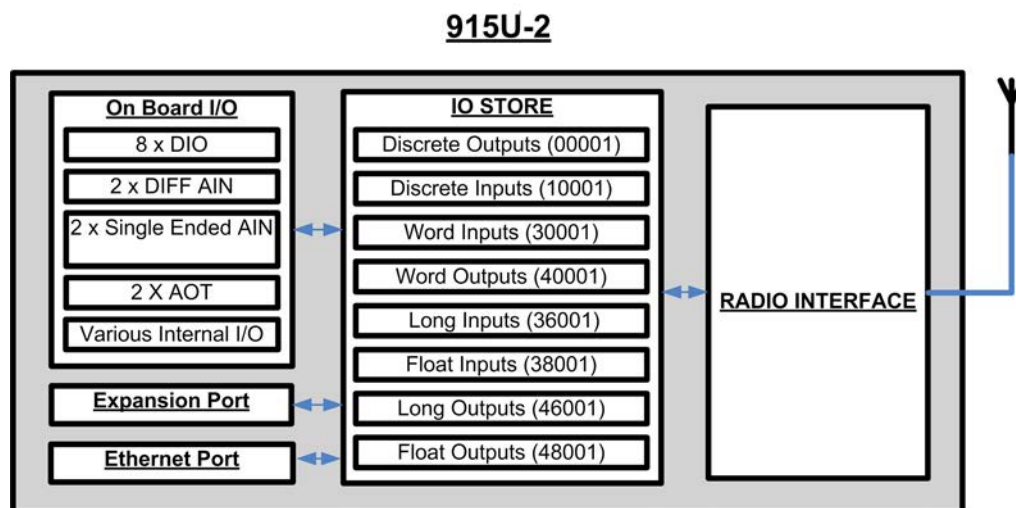 915U-2
On Board I/O
8 x DIO
2 x DIFF AIN
2 x Single Ended AIN
2 X AOT
Various Internal I/O
Expansion Port
Ethernet Port
IO STORE
Discrete Outputs (00001)
Discrete Inputs (10001)
Word Inputs (30001)
Word Outputs (40001)
Long Inputs (36001)
Float Inputs (38001)
Long Outputs (46001)
Float Outputs (48001)
RADIO INTERFACE